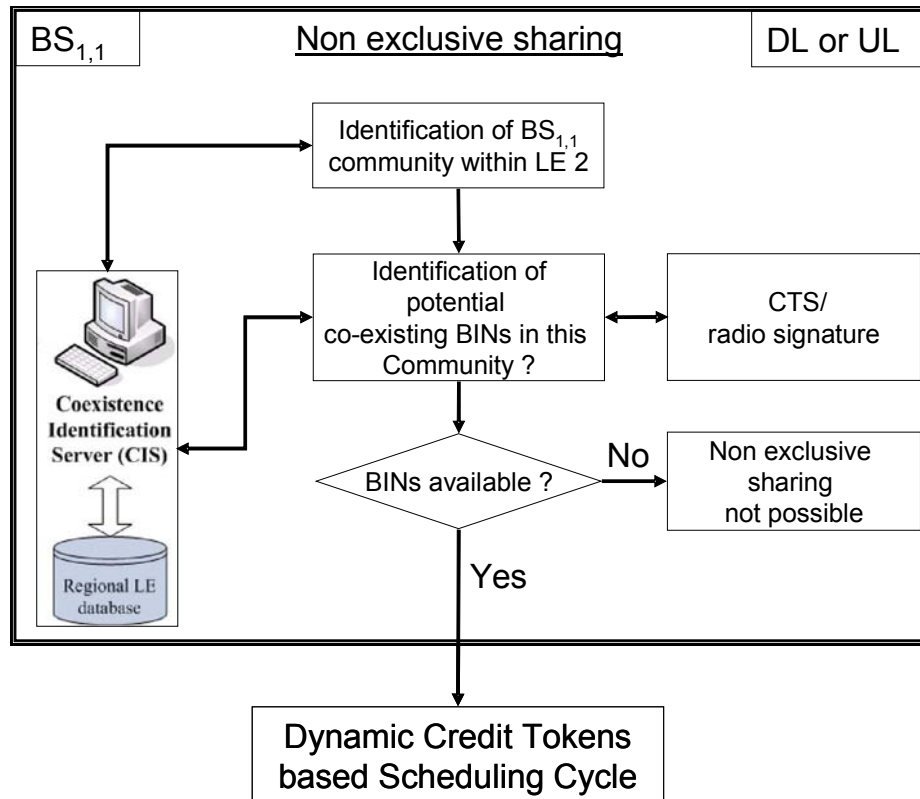 BS1,1
Non exclusive sharing
DL or UL
Identification of BS1,1
community within LE 2
Identification of
potential
co-existing BINs in this
Community ?
CTS/
radio signature
Coexistence
Identification
Server (CIS)
Regional LE
database
BINs available ?
No
Non exclusive
sharing
not possible
Yes
Dynamic Credit Tokens
based Scheduling Cycle